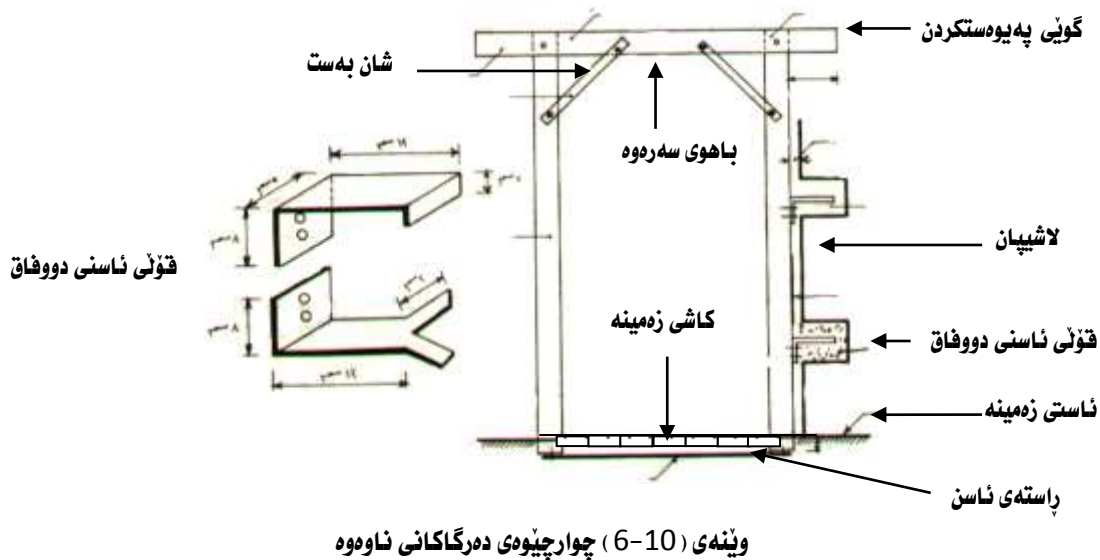 گوێی پەیوەستکردن
شان بەست
باهوی سەرەوە
لاشیپان
قۆڵی ئاسنی دووفاق
کاشی زەمینە
قۆڵی ئاسنی دووفاق
ئاستی زەمینە
ڕاستەی ئاسن
وێنەی (10-6) چوارچێوەی دەرگاکانی ناوەوە